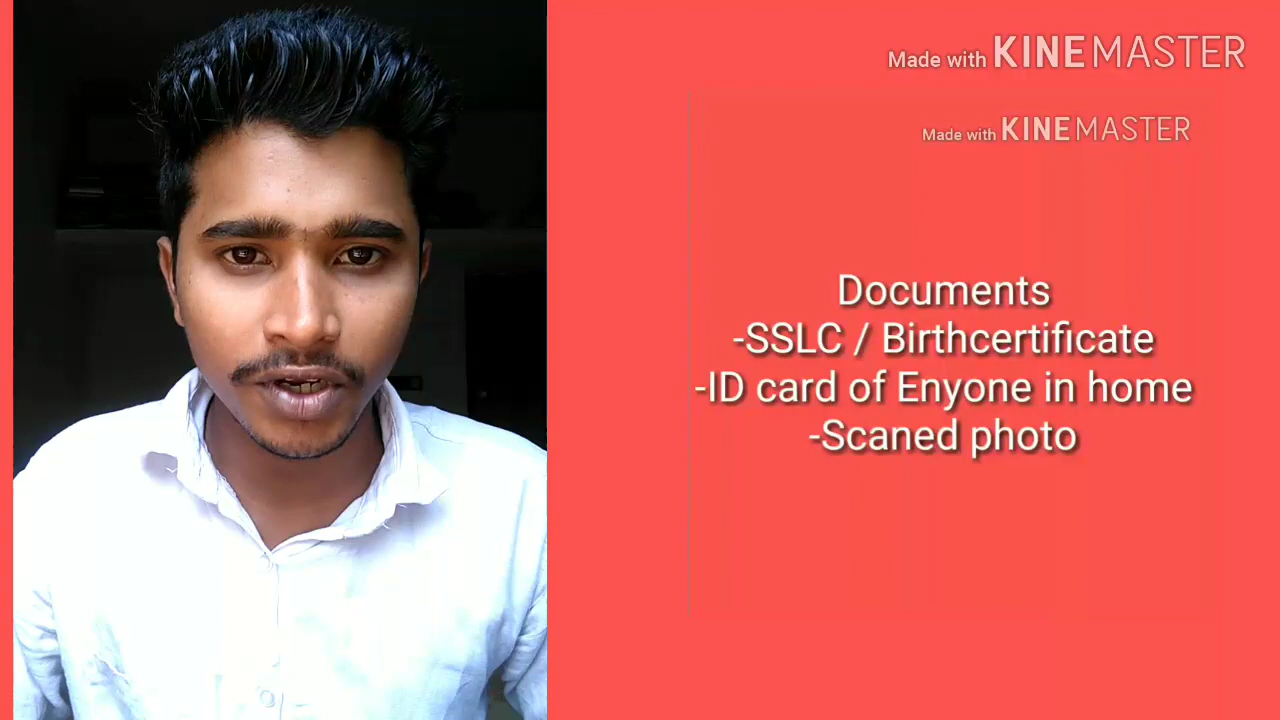 Made with KINEMASTER
Made with KINEMASTER
Documents
-SSLC / Birthcertificate
-ID card of Enyone in home
-Scaned photo